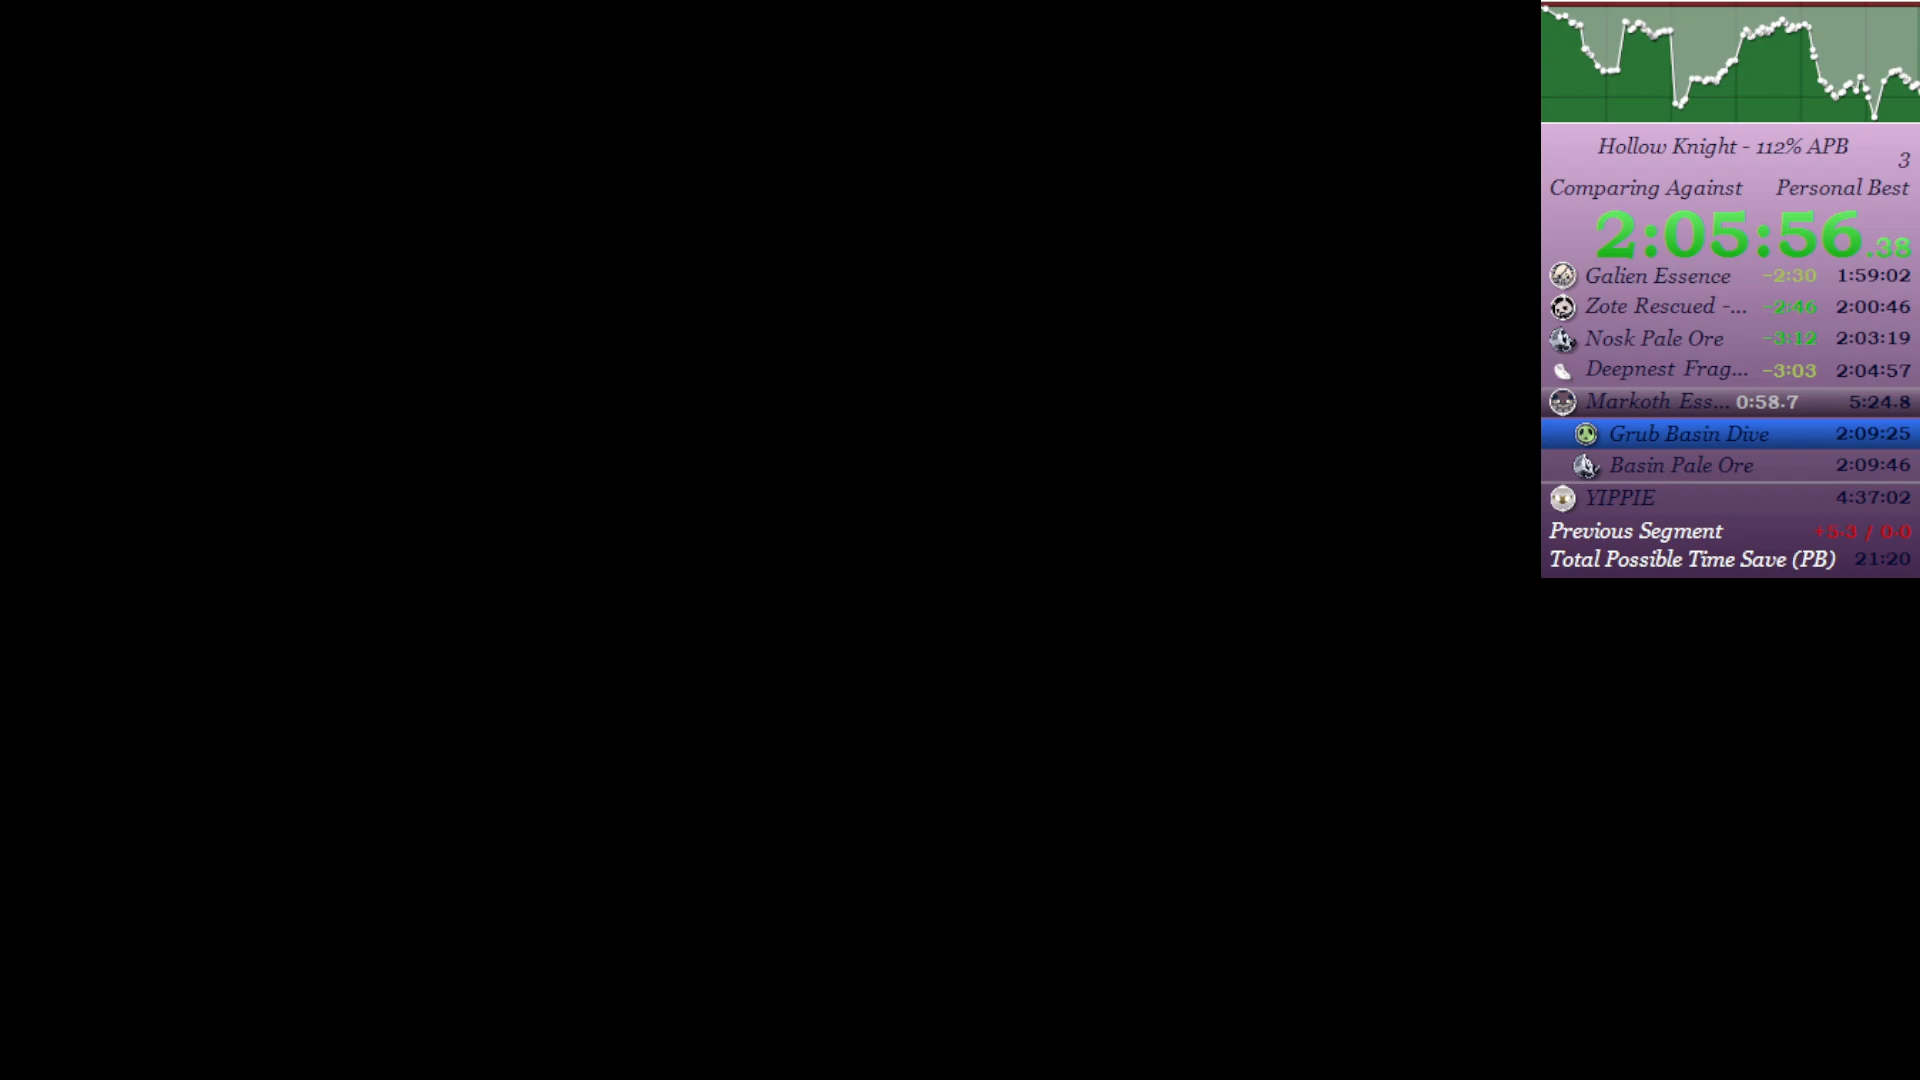 Hollow Knight - 112% APB
3
Comparing Against Personal Best
2:05:56.38
Galien Essence -2:30 1:59:02
Zote Rescued -... -2:46 2:00:46
Nosk Pale Ore -3:12 2:03:19
Deepnest Frag... -3:03 2:04:57
Markoth Ess... 0:58.7 5:24.8
Grub Basin Dive 2:09:25
Basin Pale Ore 2:09:46
YIPPIE 4:37:02
Previous Segment +5.3 / 0.0
Total Possible Time Save (PB) 21:20